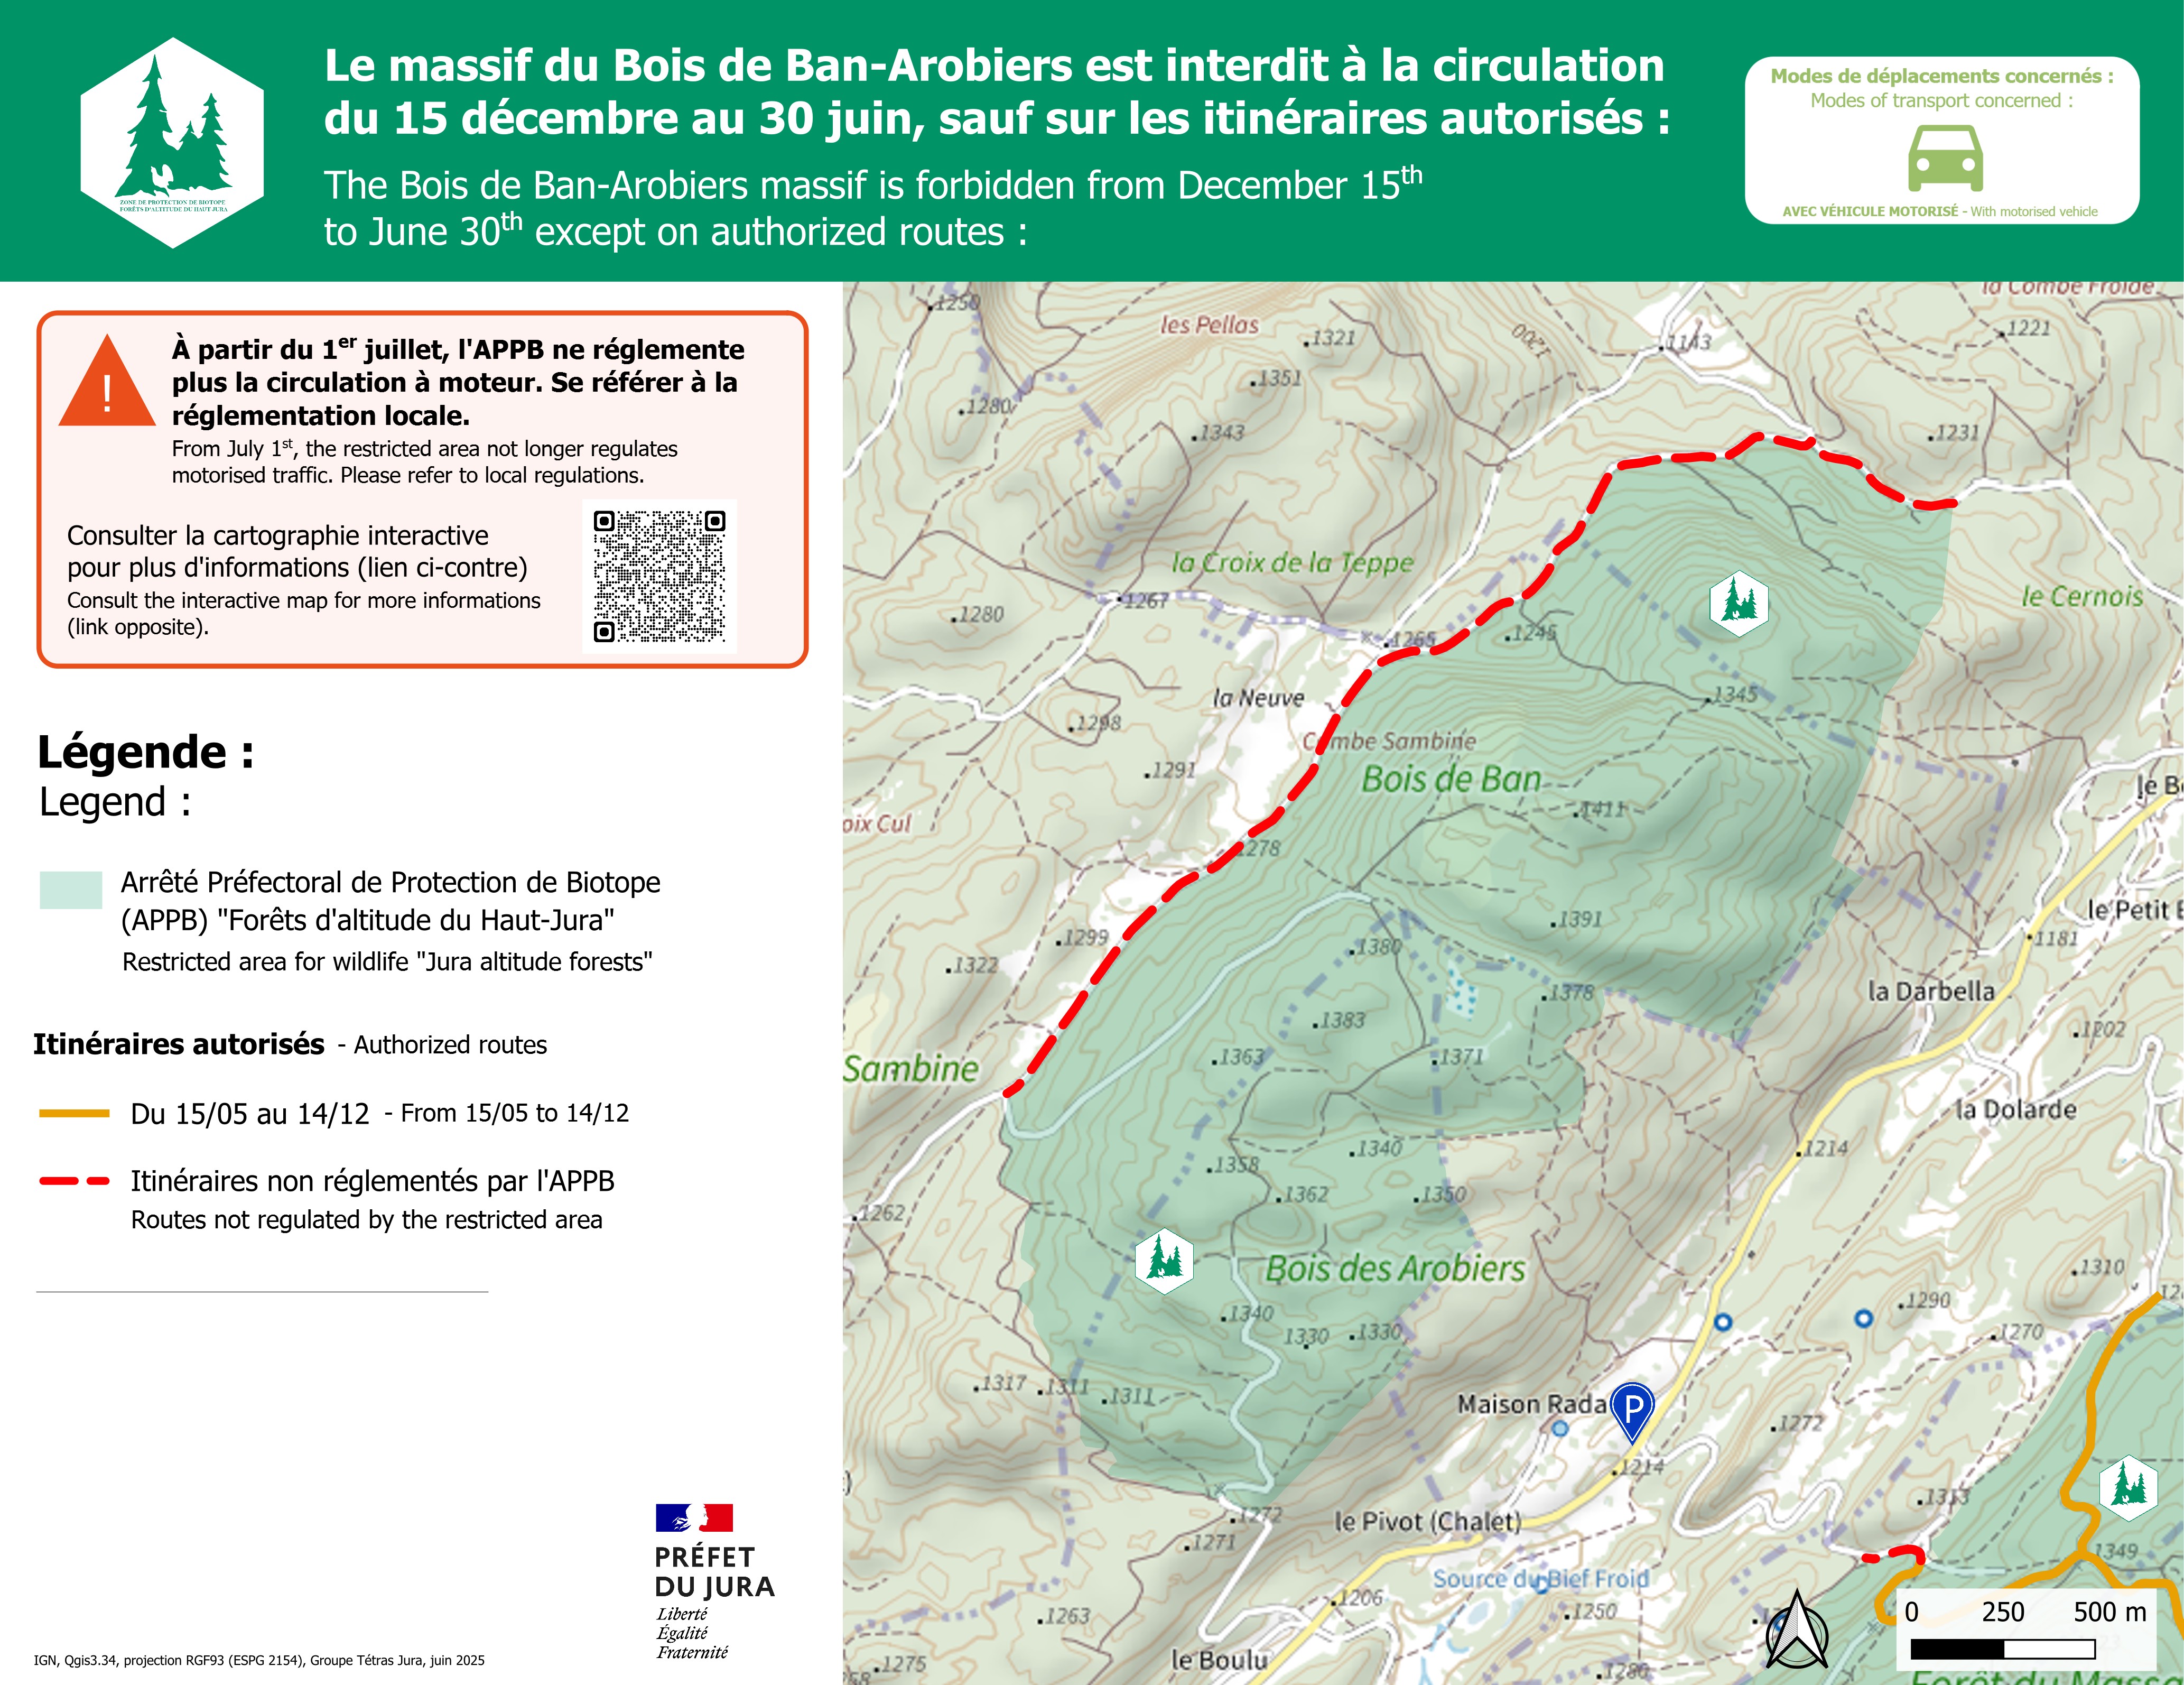 Le massif du Bois de Ban-Arobiers est interdit à la circulation
du 15 décembre au 30 juin, sauf sur les itinéraires autorisés :
The Bois de Ban-Arobiers massif is forbidden from December 15th
to June 30th except on authorized routes :
ZONE DE PROTECTION DE BIOTOPE
FORÊTS D'ALTITUDE DU HAUT-JURA
Modes de déplacements concernés :
Modes of transport concerned :
AVEC VÉHICULE MOTORISÉ - With motorised vehicle
!
À partir du 1er juillet, l'APPB ne réglemente
plus la circulation à moteur. Se référer à la
réglementation locale.
From July 1st, the restricted area not longer regulates
motorised traffic. Please refer to local regulations.
Consulter la cartographie interactive
pour plus d'informations (lien ci-contre)
Consult the interactive map for more informations
(link opposite).
Légende :
Legend :
Arrêté Préfectoral de Protection de Biotope
(APPB) "Forêts d'altitude du Haut-Jura"
Restricted area for wildlife "Jura altitude forests"
Itinéraires autorisés - Authorized routes
Du 15/05 au 14/12 - From 15/05 to 14/12
Itinéraires non réglementés par l'APPB
Routes not regulated by the restricted area
PRÉFET
DU JURA
Liberté
Égalité
Fraternité
IGN, Qgis3.34, projection RGF93 (ESPG 2154), Groupe Tétras Jura, juin 2025
la Combe Froide
1250
les Pellas
1321
1200
1143
1221
1351
1280
1343
1231
la Croix de la Teppe
1267
1280
1265
1245
le Cernois
la Neuve
1345
1298
Combe Sambine
1291
Bois de Ban
1411
oix Cul
1278
1391
le Petit
1299
1380
1181
1322
1378
la Darbella
1383
1202
1363
1371
Sambine
la Dolarde
1340
1214
1358
1362
1350
1262
Bois des Arobiers
1310
1290
1340
1330
1330
1270
1317
1311
1311
Maison Rada
P
1272
1214
1313
1272
le Pivot (Chalet)
1271
1349
Source du Bief Froid
1206
1250
1263
0 250 500 m
le Boulu
1275
1280